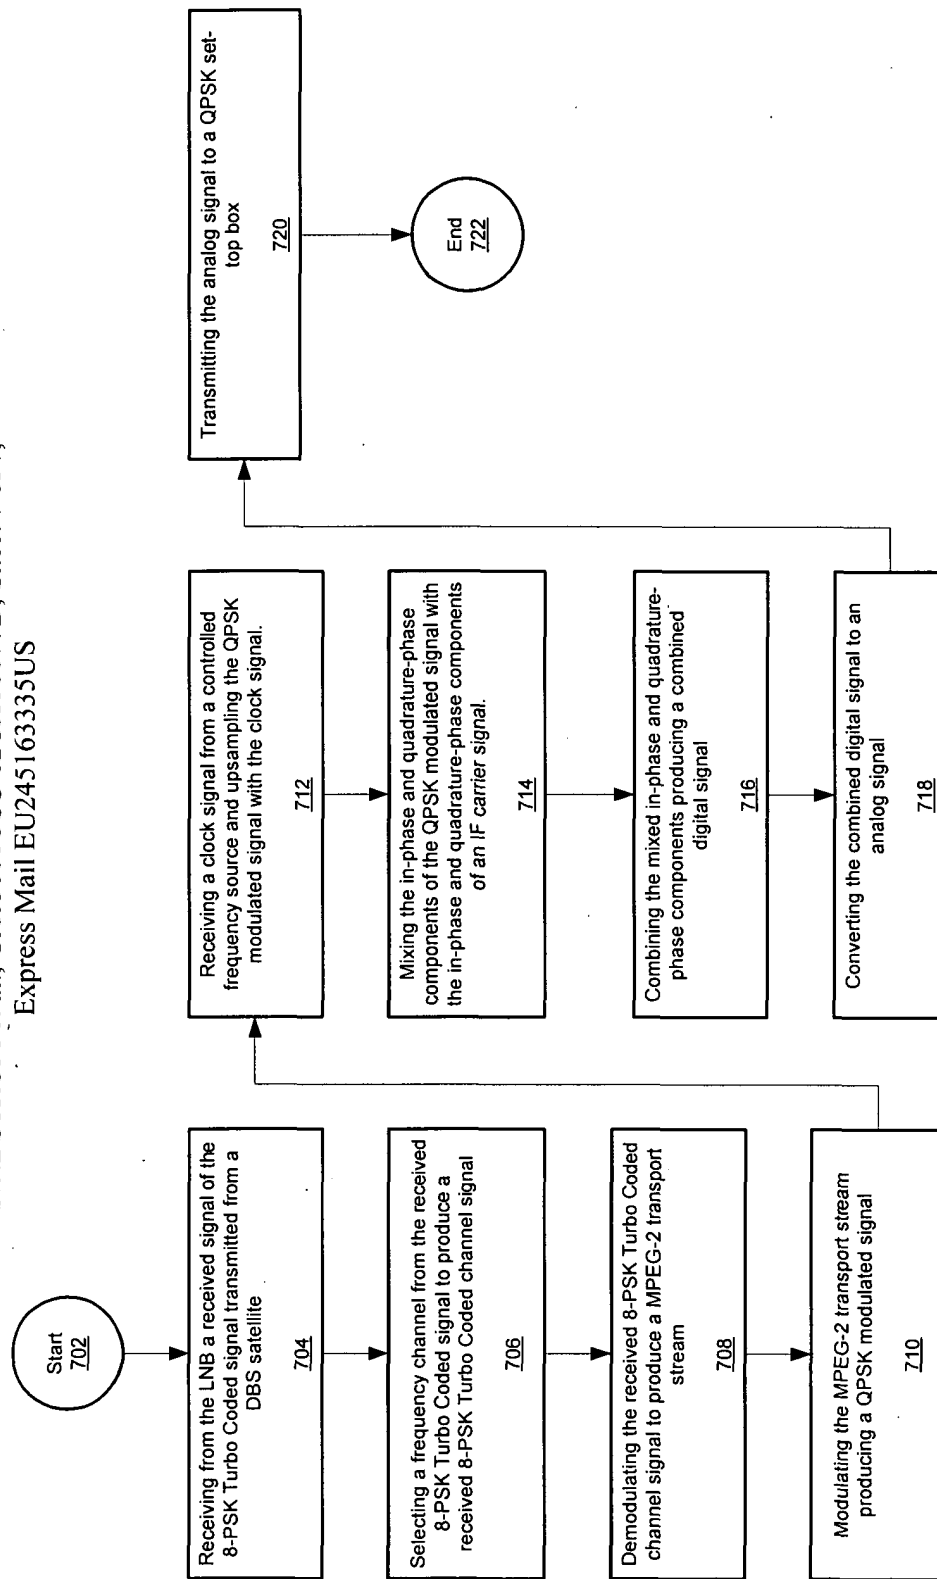 Express Mail EU245163335US
Start
702
Receiving from the LNB a received signal of the
8-PSK Turbo Coded signal transmitted from a
DBS satellite
704
Selecting a frequency channel from the received
8-PSK Turbo Coded signal to produce a
received 8-PSK Turbo Coded channel signal
706
Demodulating the received 8-PSK Turbo Coded
channel signal to produce a MPEG-2 transport
stream
708
Modulating the MPEG-2 transport stream
producing a QPSK modulated signal
710
Receiving a clock signal from a controlled
frequency source and upsampling the QPSK
modulated signal with the clock signal.
712
Mixing the in-phase and quadrature-phase
components of the QPSK modulated signal with
the in-phase and quadrature-phase components
of an IF carrier signal.
714
Combining the mixed in-phase and quadrature-
phase components producing a combined
digital signal
716
Converting the combined digital signal to an
analog signal
718
Transmitting the analog signal to a QPSK set-
top box
720
End
722